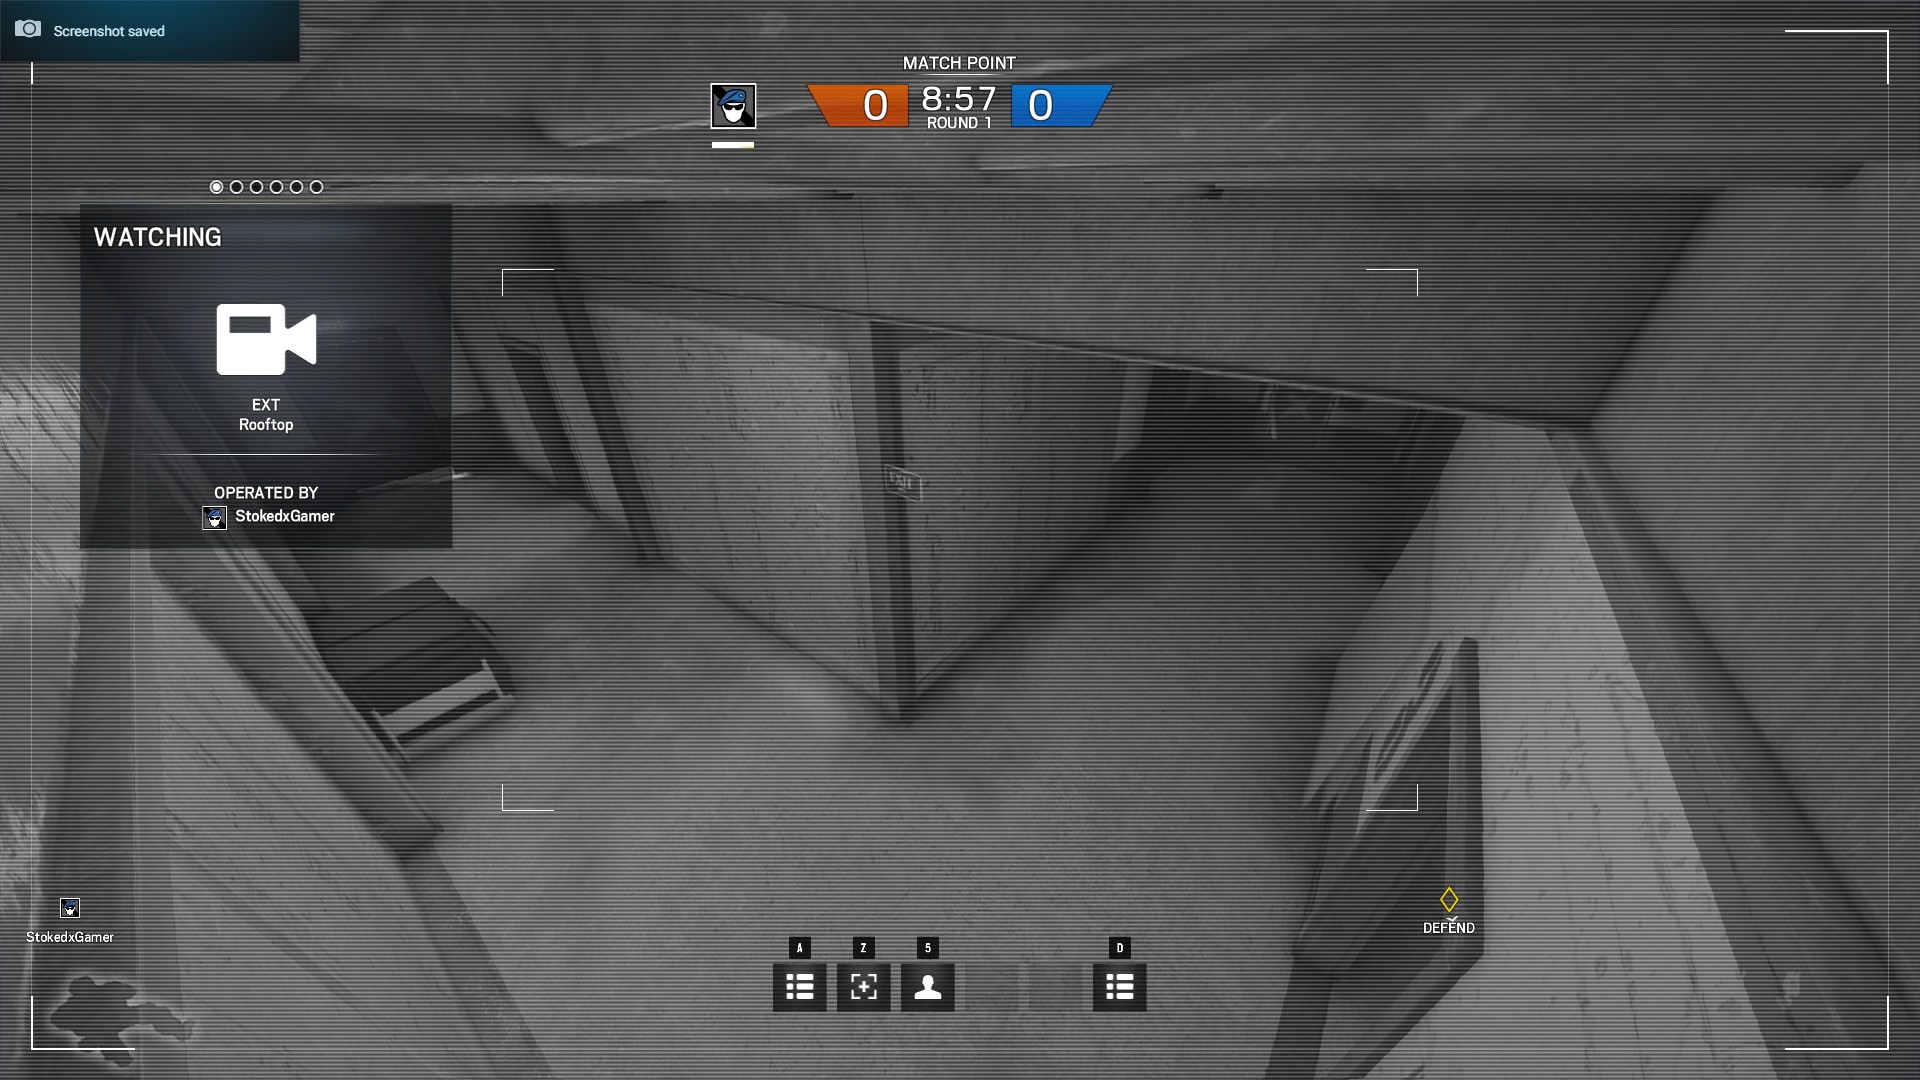 Screenshot saved
MATCH POINT
0
8:57
0
ROUND 1
WATCHING
EXT
Rooftop
OPERATED BY
StokedxGamer
EXIT
StokedxGamer
DEFEND
A
Z
5
D